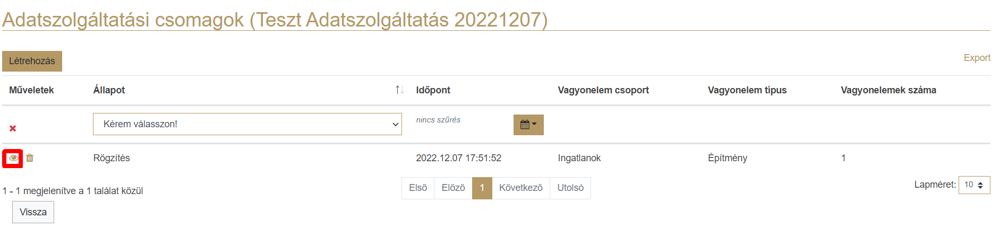 Adatszolgáltatási csomagok (Teszt Adatszolgáltatás 20221207)
Létrehozás
Export
Műveletek Állapot Időpont Vagyonelem csoport Vagyonelem típus Vagyonelemek száma
Kérem válasszon! nincs szűrés
Rögzítés 2022.12.07 17:51:52 Ingatlanok Építmény 1
1 - 1 megjelenítve a 1 találat közül Első Előző 1 Következő Utolsó Lapméret: 10
Vissza